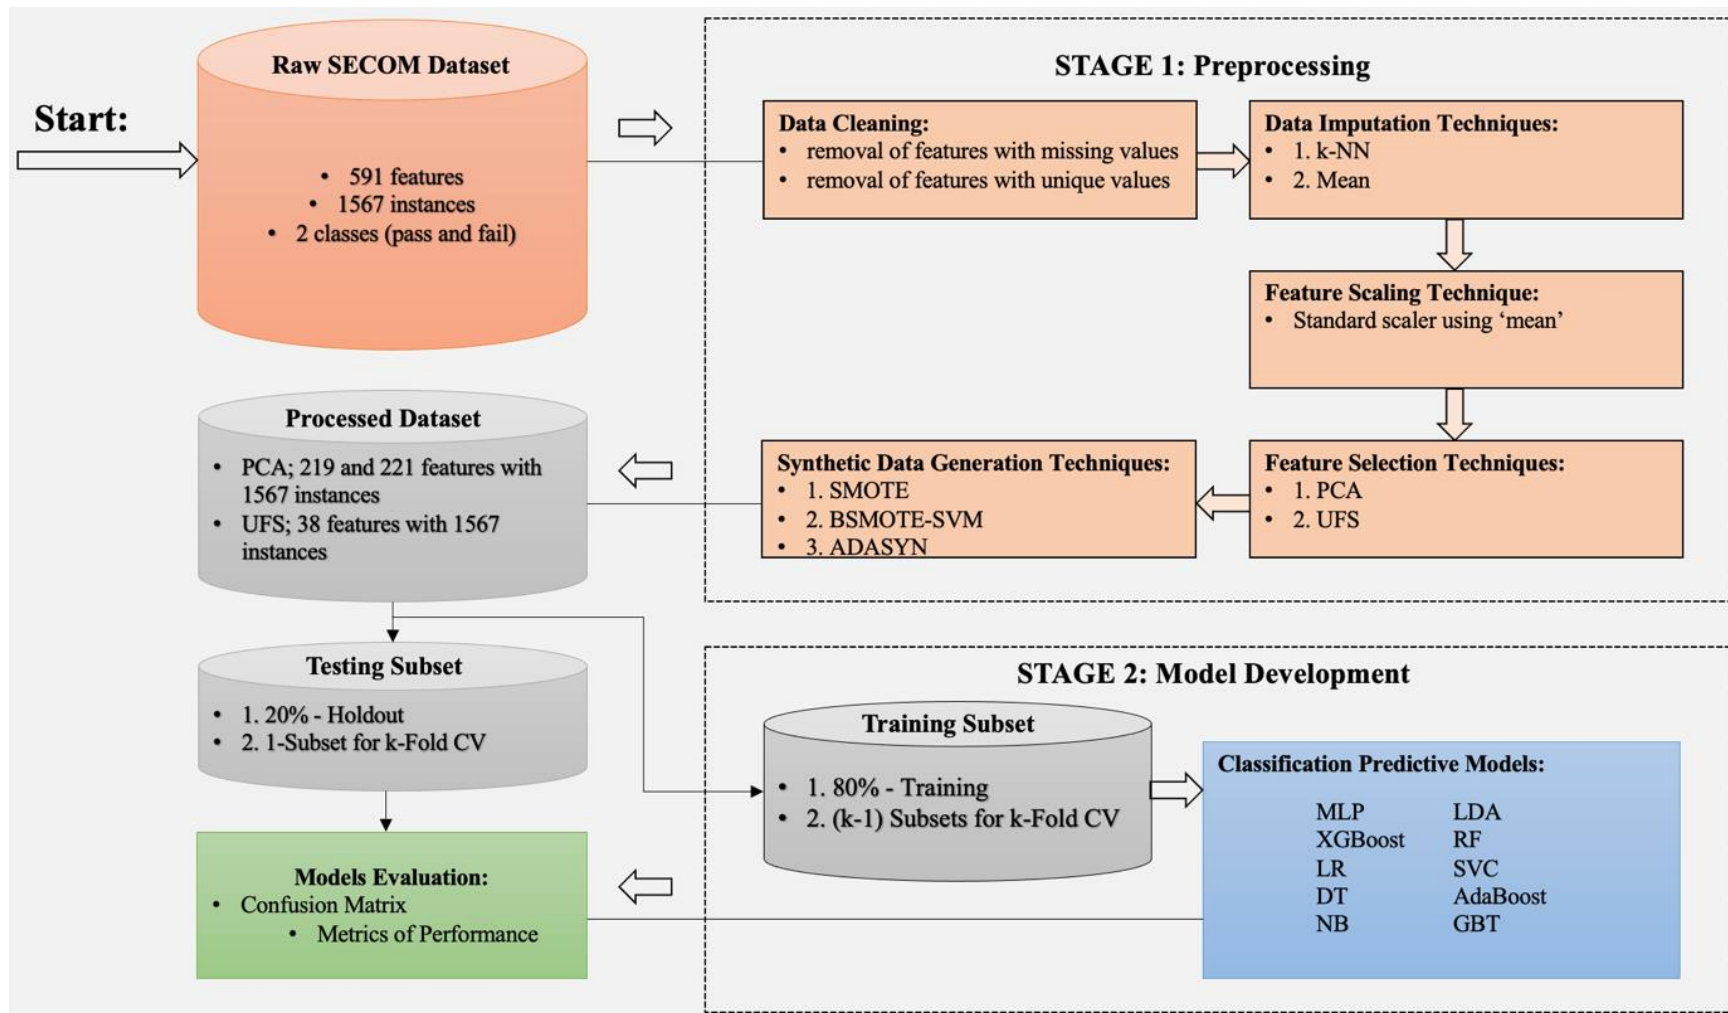 Start:
Raw SECOM Dataset
• 591 features
• 1567 instances
• 2 classes (pass and fail)
STAGE 1: Preprocessing
Data Cleaning:
• removal of features with missing values
• removal of features with unique values
Data Imputation Techniques:
• 1. k-NN
• 2. Mean
Feature Scaling Technique:
• Standard scaler using ‘mean’
Feature Selection Techniques:
• 1. PCA
• 2. UFS
Synthetic Data Generation Techniques:
• 1. SMOTE
• 2. BSMOTE-SVM
• 3. ADASYN
Processed Dataset
• PCA; 219 and 221 features with
1567 instances
• UFS; 38 features with 1567
instances
Testing Subset
• 1. 20% - Holdout
• 2. 1-Subset for k-Fold CV
STAGE 2: Model Development
Training Subset
• 1. 80% - Training
• 2. (k-1) Subsets for k-Fold CV
Classification Predictive Models:
MLP LDA
XGBoost RF
LR SVC
DT AdaBoost
NB GBT
Models Evaluation:
• Confusion Matrix
• Metrics of Performance